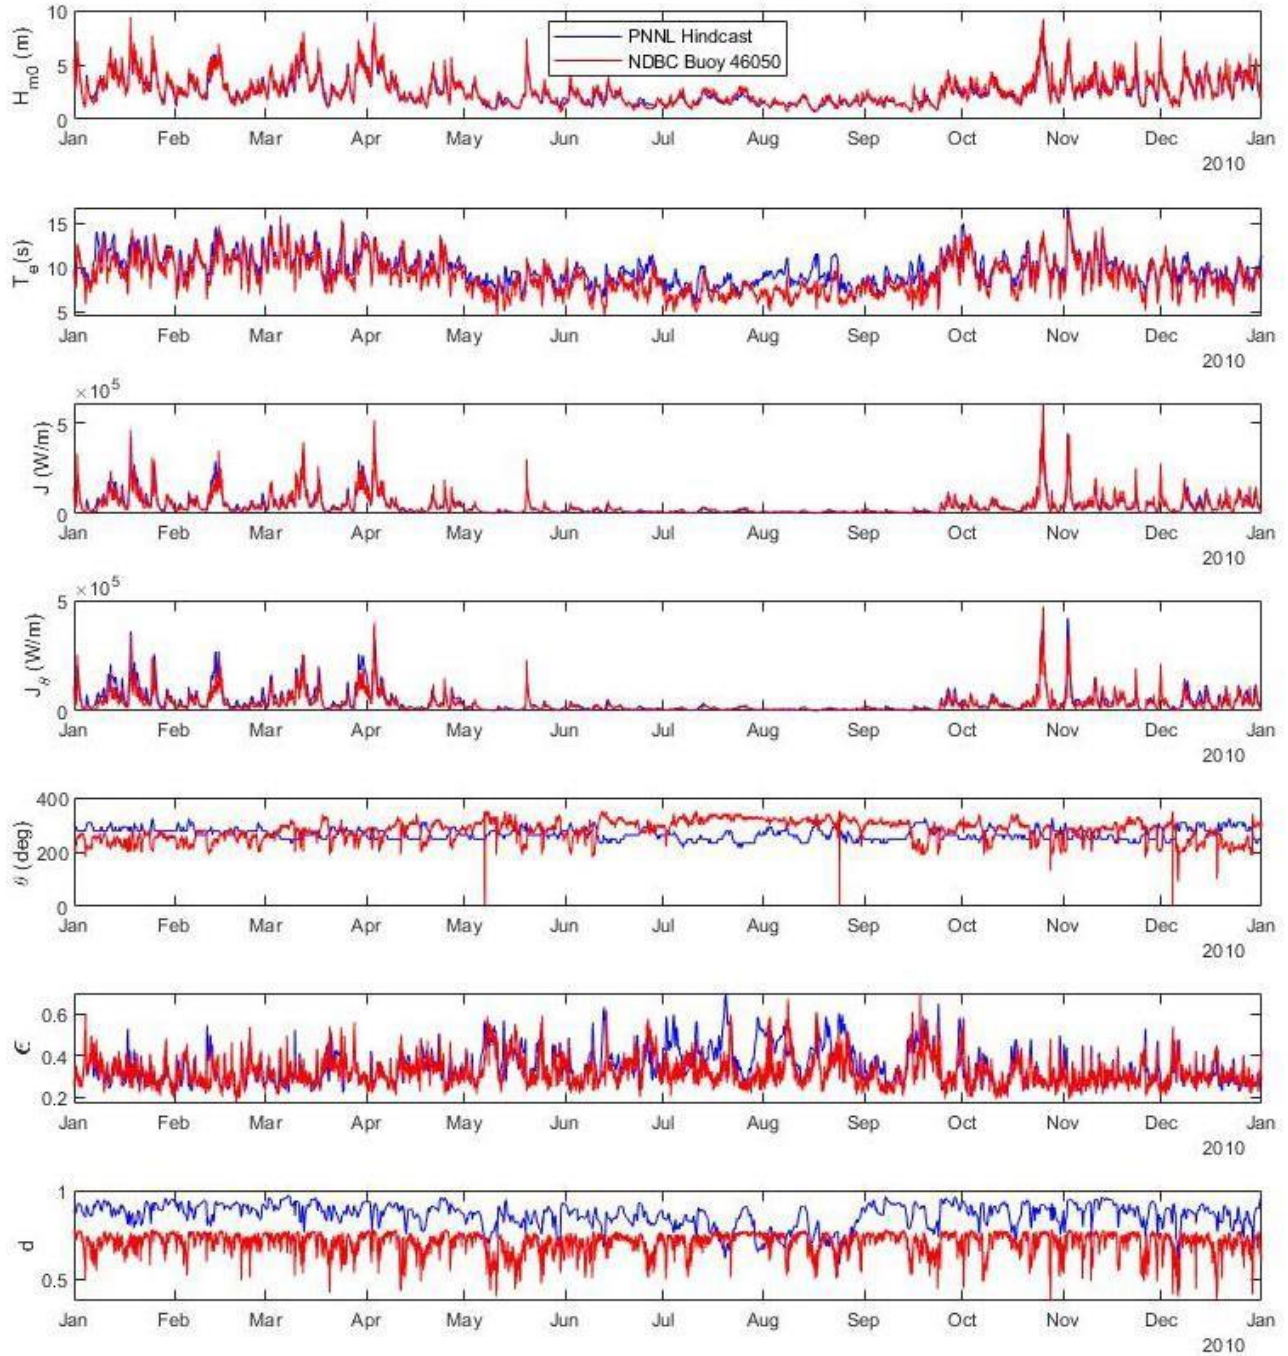 10
5
0
H_m0 (m)
PNNL Hindcast
NDBC Buoy 46050
Jan Feb Mar Apr May Jun Jul Aug Sep Oct Nov Dec Jan
2010
15
10
5
T_e(s)
Jan Feb Mar Apr May Jun Jul Aug Sep Oct Nov Dec Jan
2010
×10^5
5
0
J (W/m)
Jan Feb Mar Apr May Jun Jul Aug Sep Oct Nov Dec Jan
2010
×10^5
5
0
J_θ (W/m)
Jan Feb Mar Apr May Jun Jul Aug Sep Oct Nov Dec Jan
2010
400
200
0
θ (deg)
Jan Feb Mar Apr May Jun Jul Aug Sep Oct Nov Dec Jan
2010
0.6
0.4
0.2
ϵ
Jan Feb Mar Apr May Jun Jul Aug Sep Oct Nov Dec Jan
2010
1
0.5
d
Jan Feb Mar Apr May Jun Jul Aug Sep Oct Nov Dec Jan
2010